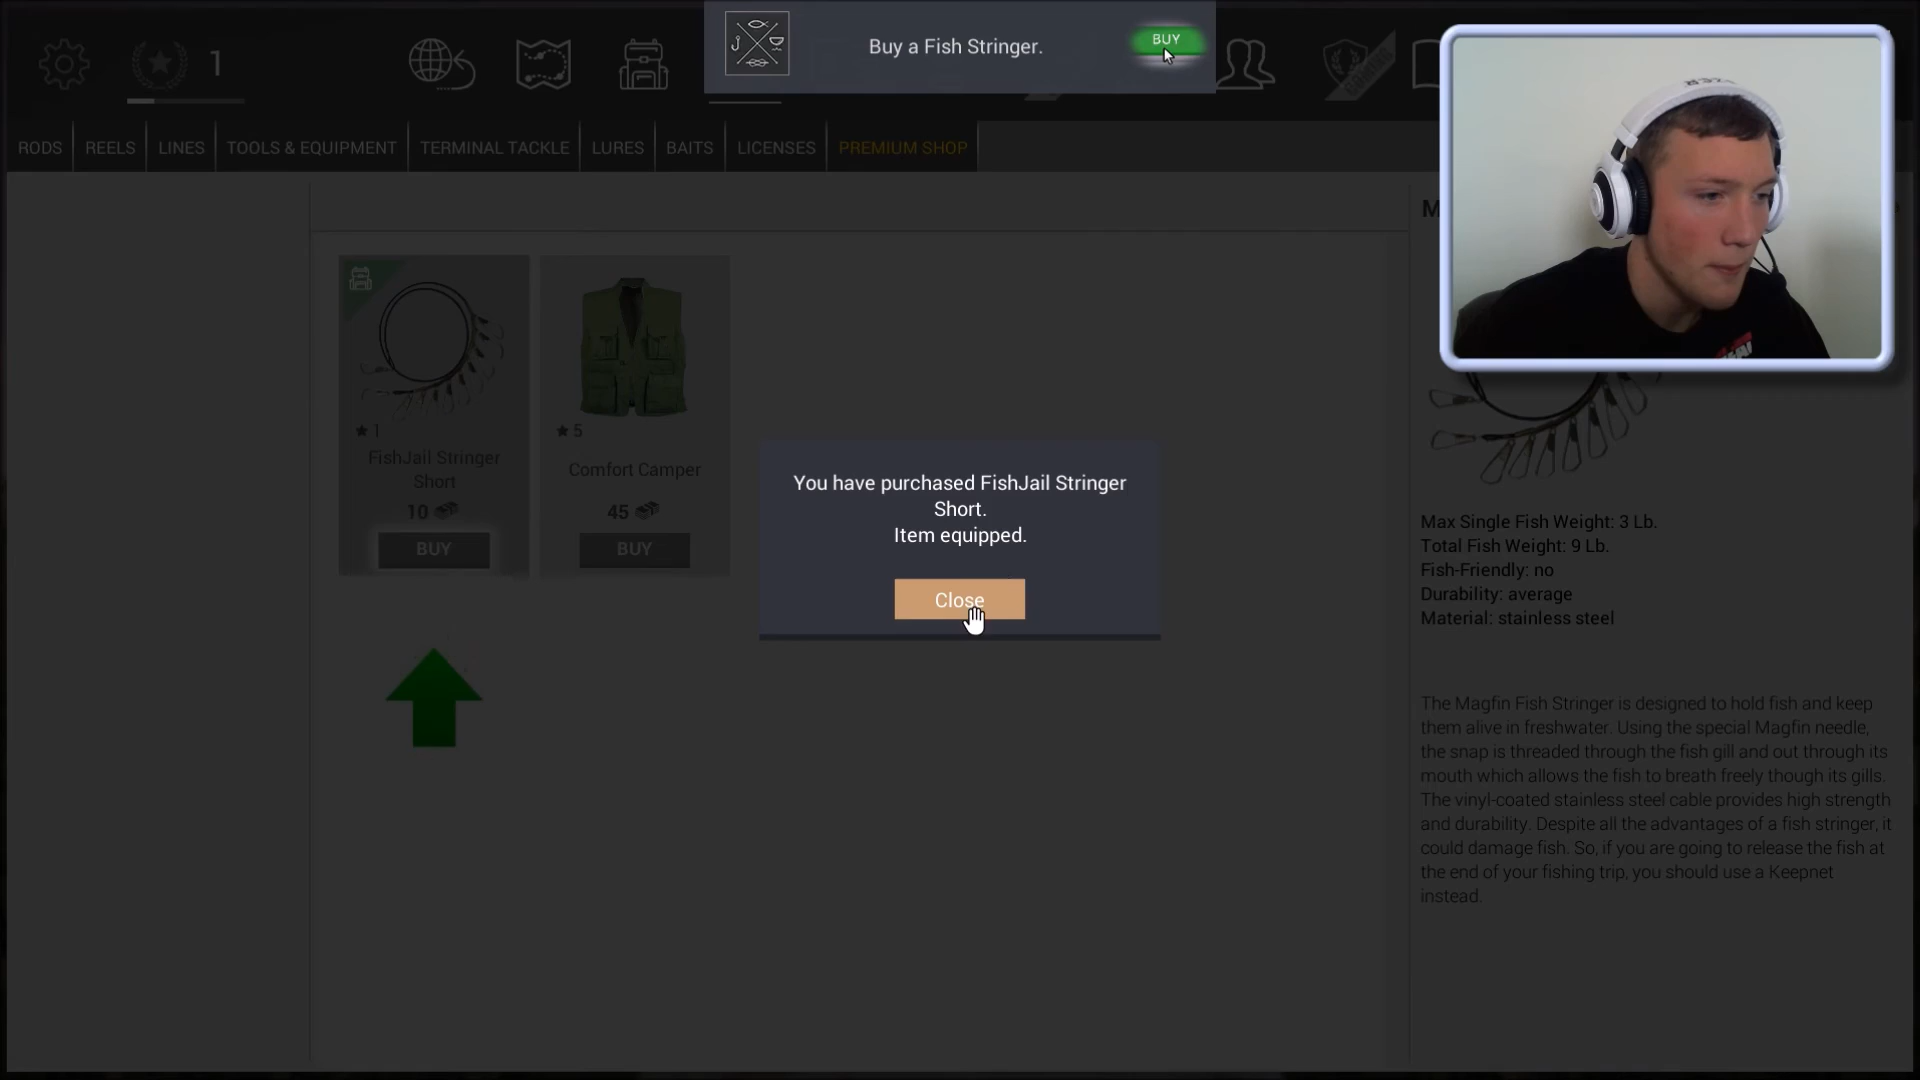 1
Buy a Fish Stringer.
BUY
RODS
REELS
LINES
TOOLS & EQUIPMENT
TERMINAL TACKLE
LURES
BAITS
LICENSES
PREMIUM SHOP
1
FishJail Stringer
Short
10
BUY
5
Comfort Camper
45
BUY
You have purchased FishJail Stringer
Short.
Item equipped.
Close
Max Single Fish Weight: 3 Lb.
Total Fish Weight: 9 Lb.
Fish-Friendly: no
Durability: average
Material: stainless steel
The Magfin Fish Stringer is designed to hold fish and keep
them alive in freshwater. Using the special Magfin needle,
the snap is threaded through the fish gill and out through its
mouth which allows the fish to breath freely though its gills.
The vinyl-coated stainless steel cable provides high strength
and durability. Despite all the advantages of a fish stringer, it
could damage fish. So, if you are going to release the fish at
the end of your fishing trip, you should use a Keepnet
instead.